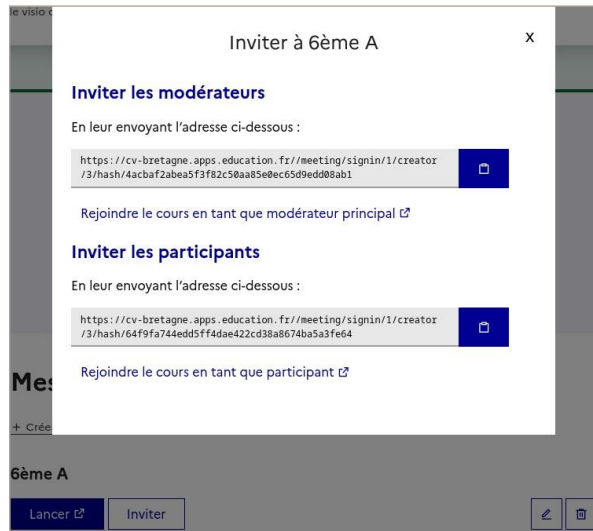 le visio
Inviter à 6ème A
X
Inviter les modérateurs
En leur envoyant l'adresse ci-dessous :
https://cv-bretagne.apps.education.fr//meeting/signin/1/creator
/3/hash/4acbaf2abea5f3f82c50aa85e0ec65d9edd08ab1
Rejoindre le cours en tant que modérateur principal
Inviter les participants
En leur envoyant l'adresse ci-dessous :
https://cv-bretagne.apps.education.fr//meeting/signin/1/creator
/3/hash/64f9fa744edd5ff4dae422cd38a8674ba5a3fe64
Rejoindre le cours en tant que participant
Mes
+ Crée
6ème A
Lancer
Inviter